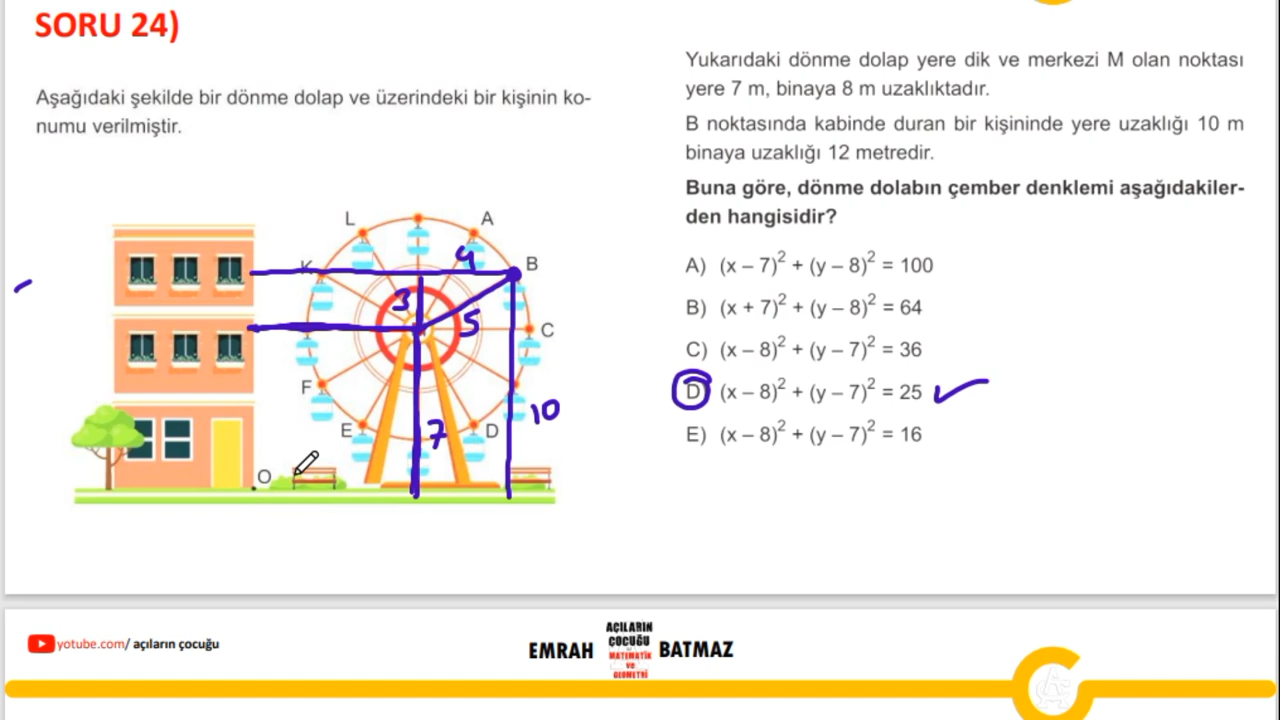 SORU 24)
Aşağıdaki şekilde bir dönme dolap ve üzerindeki bir kişinin ko-
numu verilmiştir.
L
A
K
B
C
F
E
D
O
4
3
5
7
10
Yukarıdaki dönme dolap yere dik ve merkezi M olan noktası
yere 7 m, binaya 8 m uzaklıktadır.
B noktasında kabinde duran bir kişininde yere uzaklığı 10 m
binaya uzaklığı 12 metredir.
Buna göre, dönme dolabın çember denklemi aşağıdakiler-
den hangisidir?
A) (x – 7)² + (y – 8)² = 100
B) (x + 7)² + (y – 8)² = 64
C) (x – 8)² + (y – 7)² = 36
D) (x – 8)² + (y – 7)² = 25
E) (x – 8)² + (y – 7)² = 16
yotube.com/ açıların çocuğu
EMRAH
AÇILARIN
ÇOCUĞU
MATEMATİK
ve
GEOMETRİ
BATMAZ